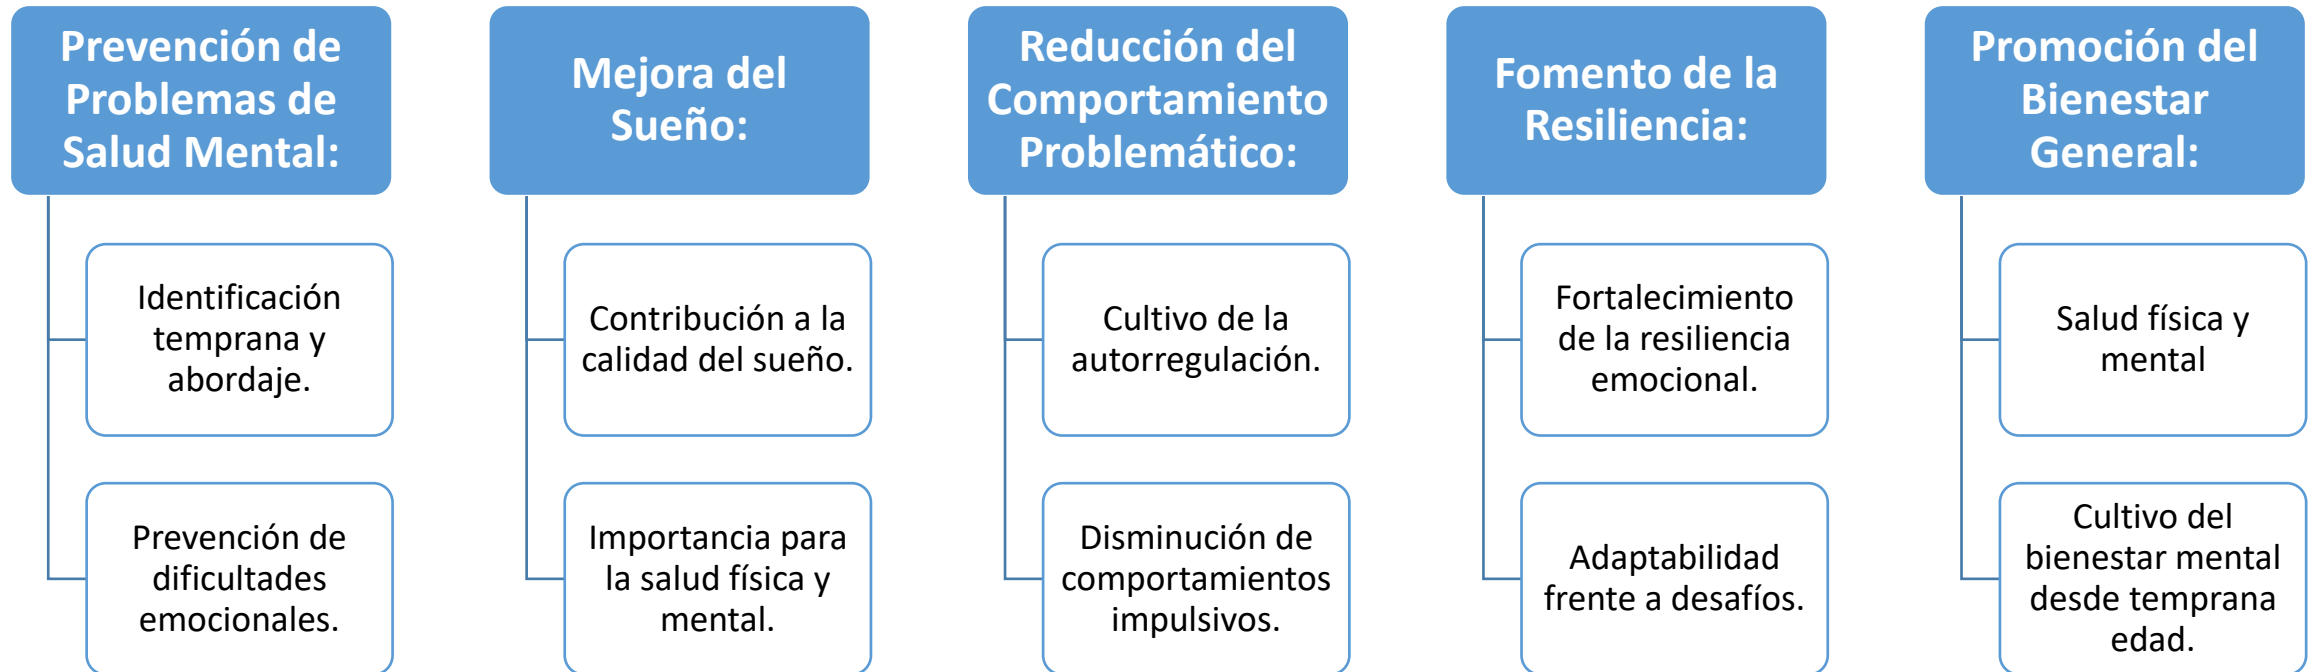 Prevención de
Problemas de
Salud Mental:
Identificación
temprana y
abordaje.
Prevención de
dificultades
emocionales.
Mejora del
Sueño:
Contribución a la
calidad del sueño.
Importancia para
la salud física y
mental.
Reducción del
Comportamiento
Problemático:
Cultivo de la
autorregulación.
Disminución de
comportamientos
impulsivos.
Fomento de la
Resiliencia:
Fortalecimiento
de la resiliencia
emocional.
Adaptabilidad
frente a desafíos.
Promoción del
Bienestar
General:
Salud física y
mental
Cultivo del
bienestar mental
desde temprana
edad.